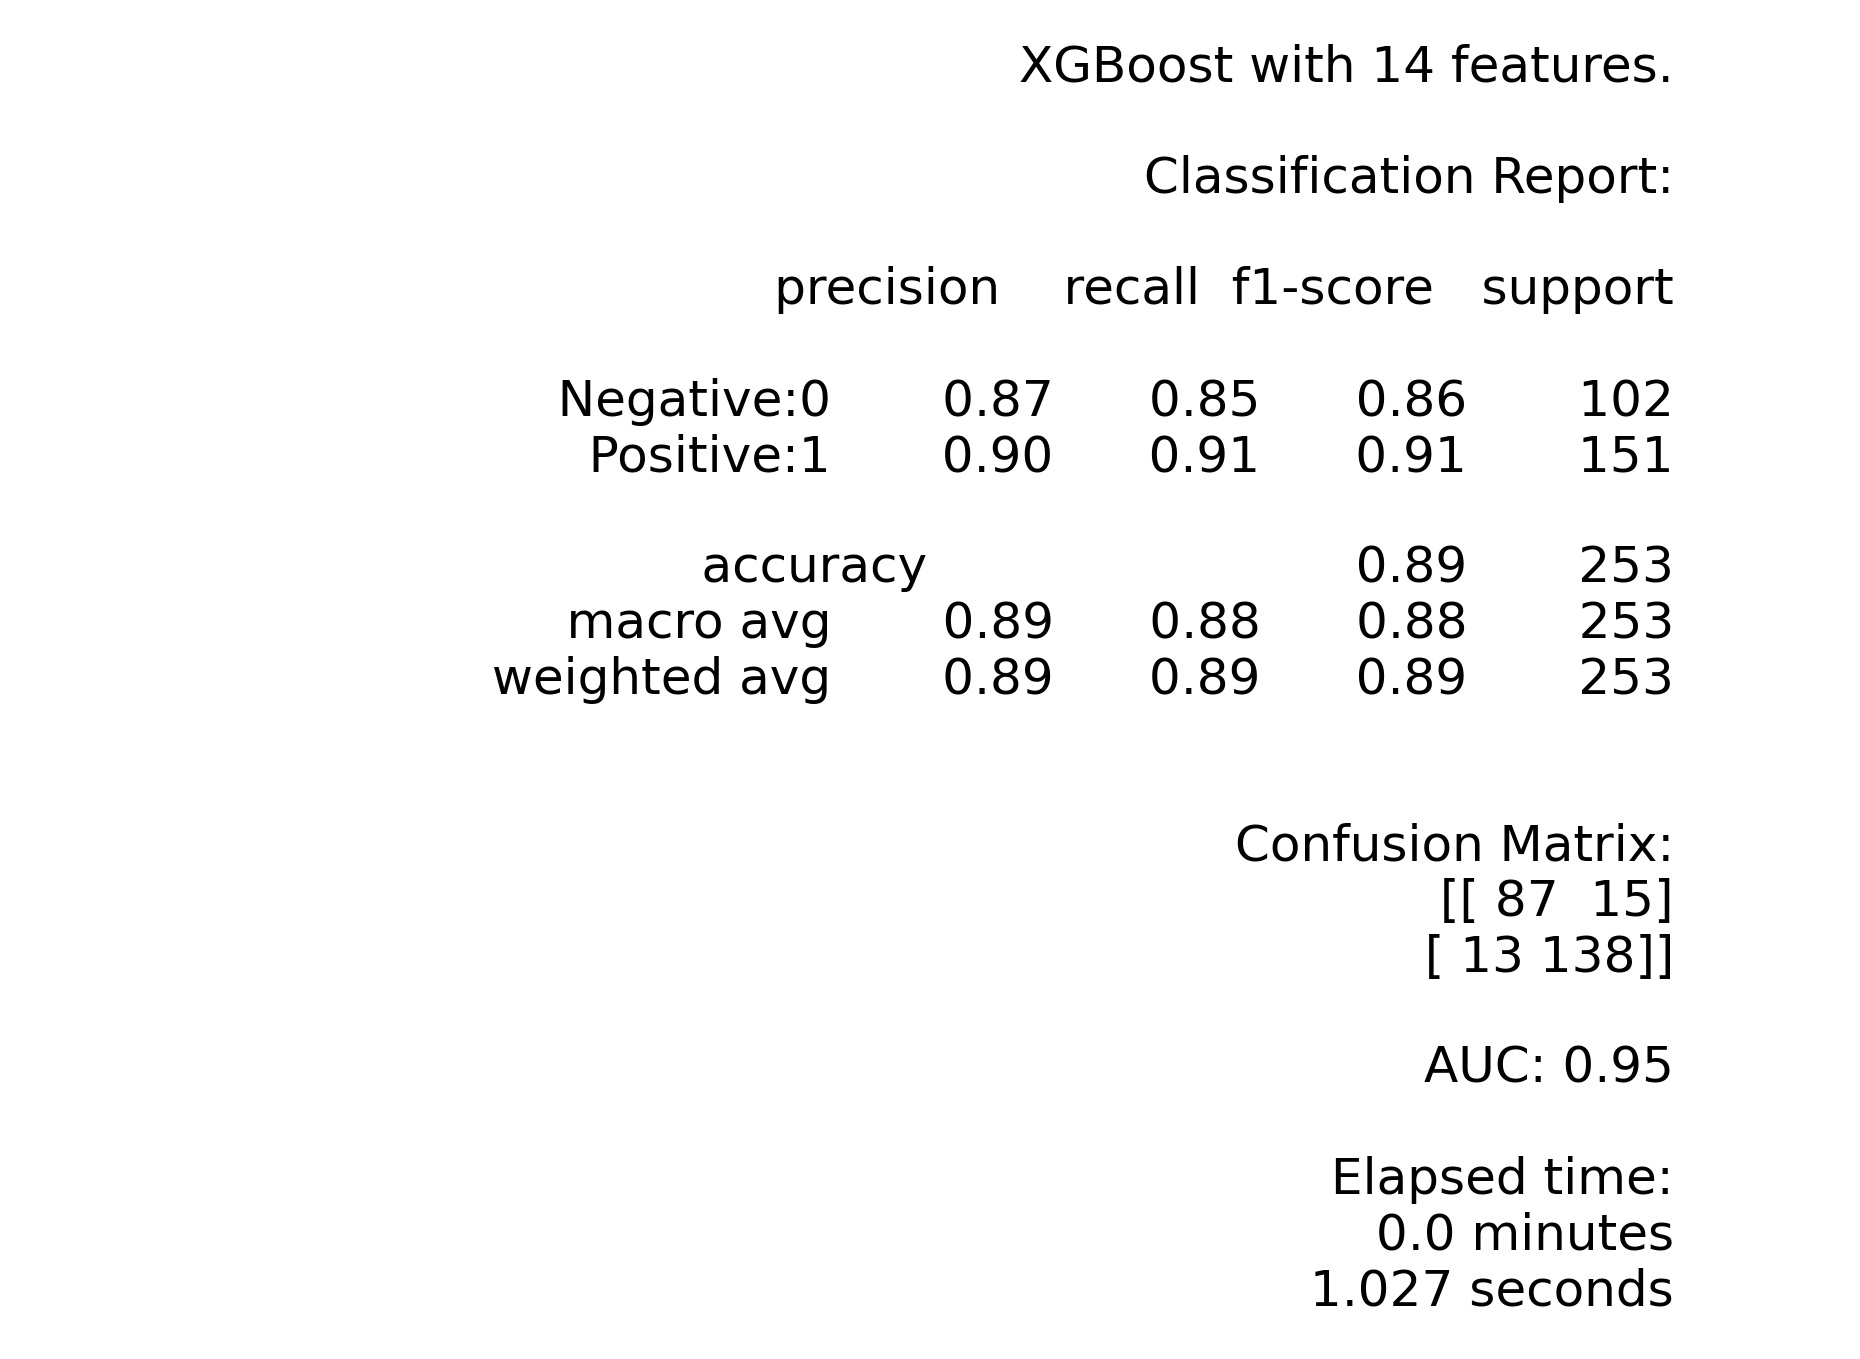 XGBoost with 14 features.
Classification Report:
precision recall f1-score support
Negative:0 0.87 0.85 0.86 102
Positive:1 0.90 0.91 0.91 151
accuracy 0.89 253
macro avg 0.89 0.88 0.88 253
weighted avg 0.89 0.89 0.89 253
Confusion Matrix:
[[ 87 15]
[ 13 138]]
AUC: 0.95
Elapsed time:
0.0 minutes
1.027 seconds